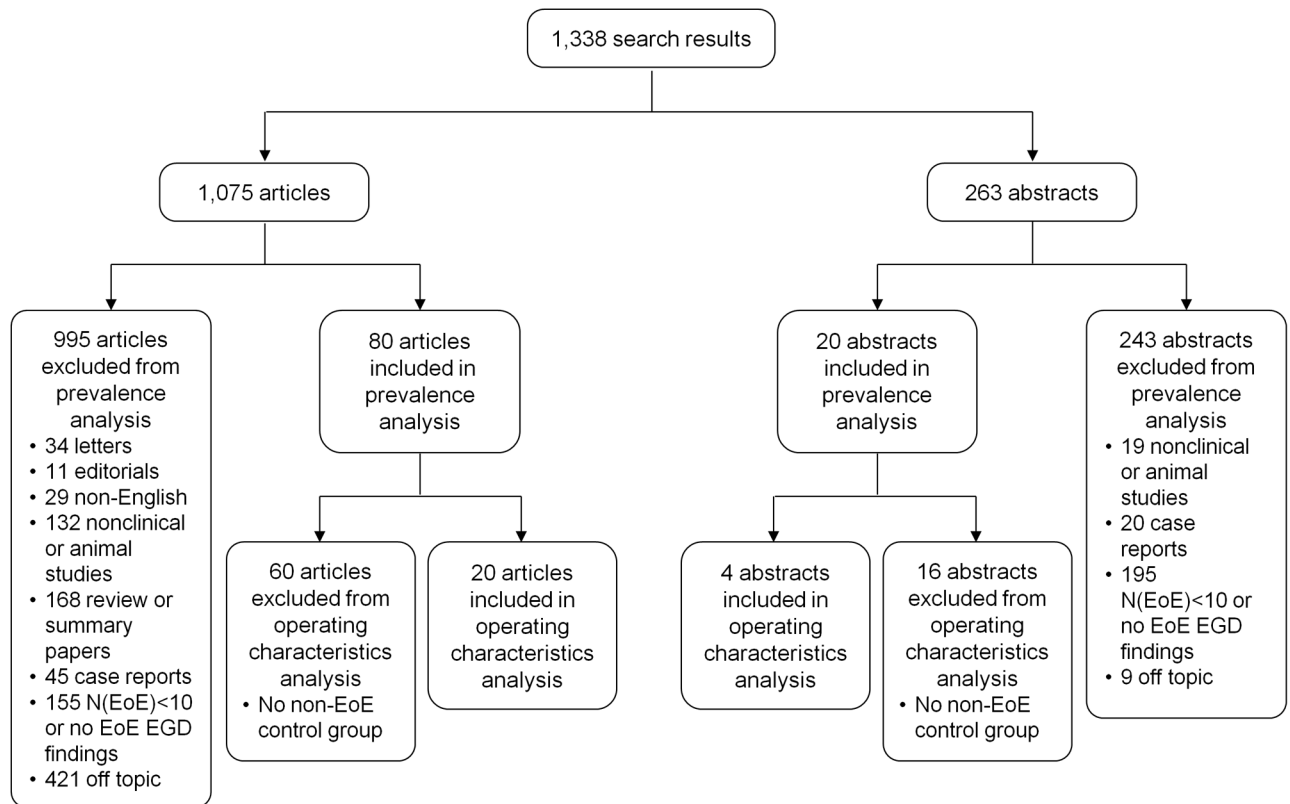 1,338 search results
1,075 articles
263 abstracts
995 articles
excluded from
prevalence
analysis
• 34 letters
• 11 editorials
• 29 non-English
• 132 nonclinical
or animal
studies
• 168 review or
summary
papers
• 45 case reports
• 155 N(EoE)<10
or no EoE EGD
findings
• 421 off topic
80 articles
included in
prevalence
analysis
20 abstracts
included in
prevalence
analysis
243 abstracts
excluded from
prevalence
analysis
• 19 nonclinical
or animal
studies
• 20 case
reports
• 195
N(EoE)<10 or
no EoE EGD
findings
• 9 off topic
60 articles
excluded from
operating
characteristics
analysis
• No non-EoE
control group
20 articles
included in
operating
characteristics
analysis
4 abstracts
included in
operating
characteristics
analysis
16 abstracts
excluded from
operating
characteristics
analysis
• No non-EoE
control group